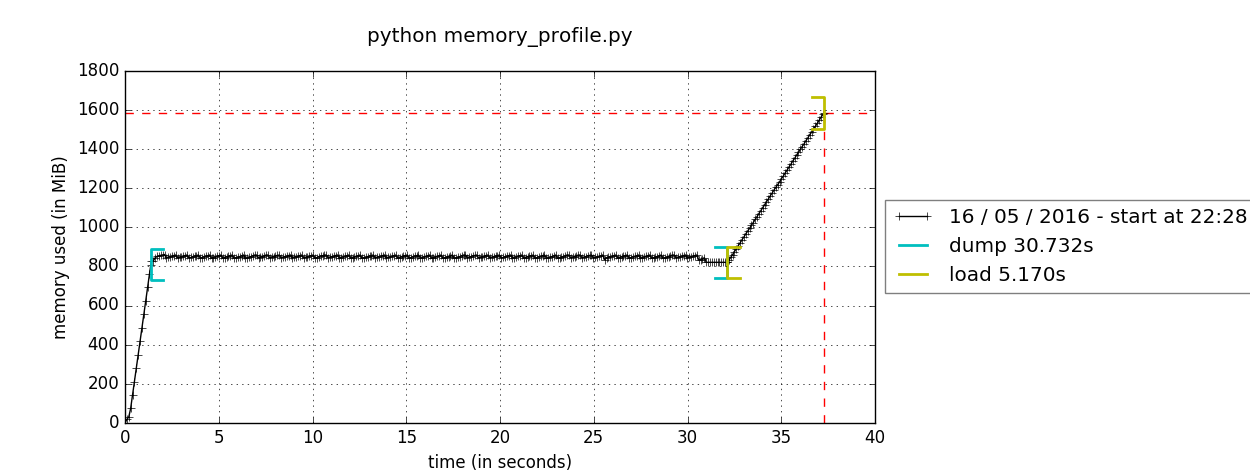 python memory_profile.py
1800
1600
1400
1200
1000
800
600
400
200
0
memory used (in MiB)
0 5 10 15 20 25 30 35 40
time (in seconds)
16 / 05 / 2016 - start at 22:28
dump 30.732s
load 5.170s